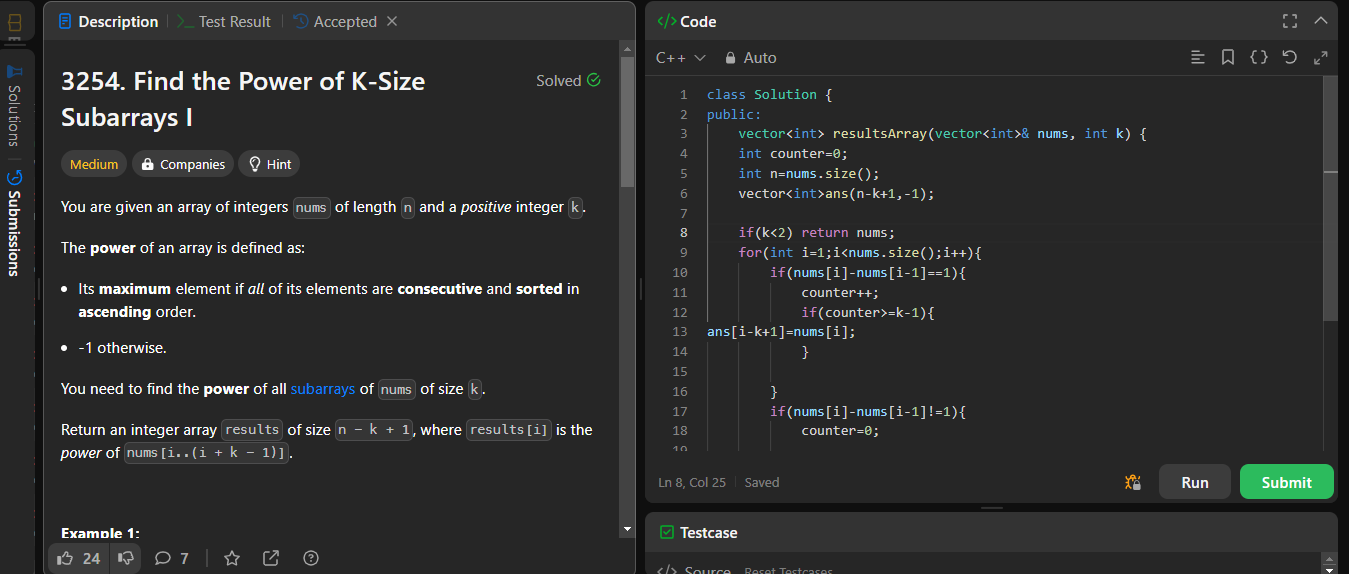 Description
Test Result
Accepted
Solutions
Submissions
3254. Find the Power of K-Size
Subarrays I
Solved
Medium
Companies
Hint
You are given an array of integers nums of length n and a positive integer k.
The power of an array is defined as:
• Its maximum element if all of its elements are consecutive and sorted in
ascending order.
• -1 otherwise.
You need to find the power of all subarrays of nums of size k.
Return an integer array results of size n - k + 1, where results[i] is the
power of nums[i..(i + k - 1)].
Example 1:
24
7
</> Code
C++
Auto
1 class Solution {
2 public:
3 vector<int> resultsArray(vector<int>& nums, int k) {
4 int counter=0;
5 int n=nums.size();
6 vector<int>ans(n-k+1,-1);
7
8 if(k<2) return nums;
9 for(int i=1;i<nums.size();i++){
10 if(nums[i]-nums[i-1]==1){
11 counter++;
12 if(counter>=k-1){
13 ans[i-k+1]=nums[i];
14 }
15
16 }
17 if(nums[i]-nums[i-1]!=1){
18 counter=0;
19
Ln 8, Col 25
Saved
Run
Submit
Testcase
</> Source
Reset Testcases